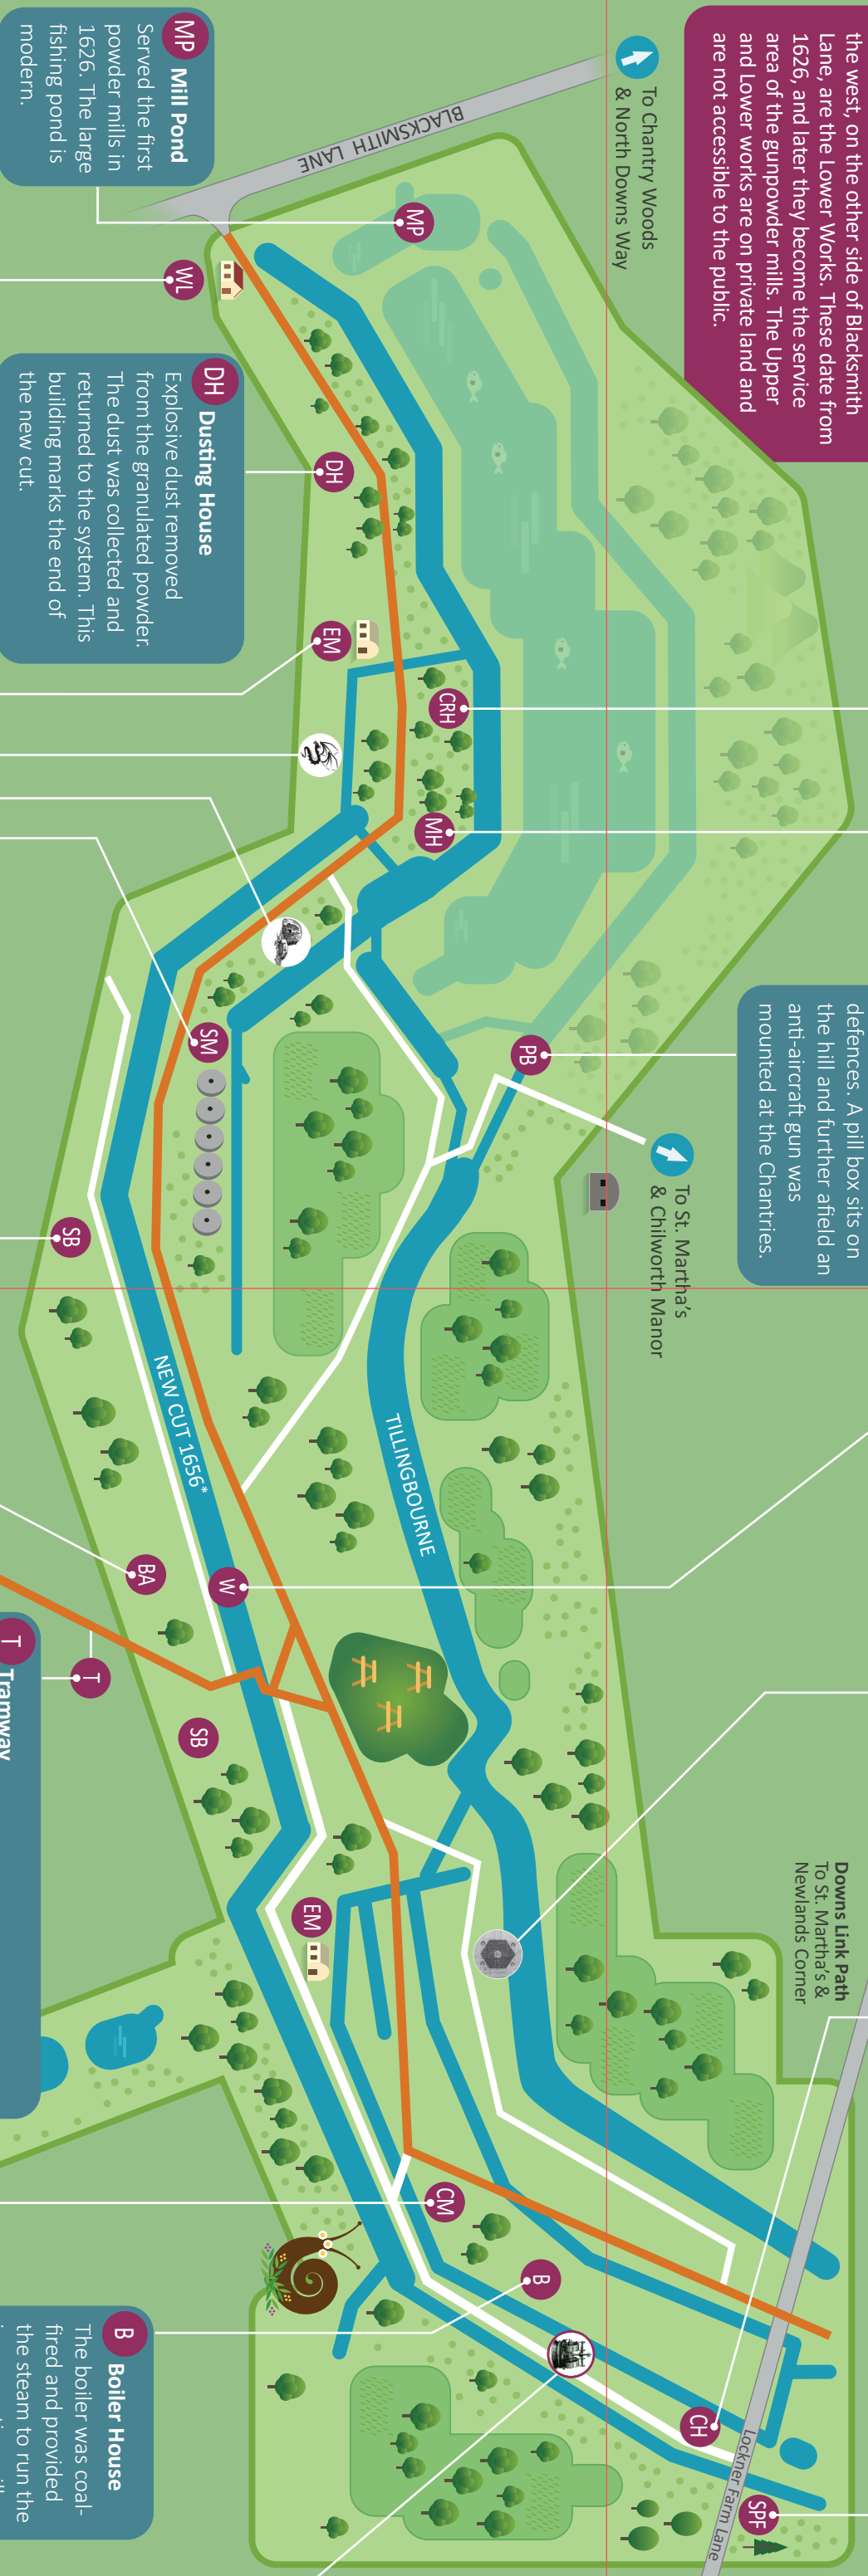 the west, on the other side of Blacksmith
Lane, are the Lower Works. These date from
1626, and later they become the service
area of the gunpowder mills. The Upper
and Lower works are on private land and
are not accessible to the public.
To Chantry Woods
& North Downs Way
BLACKSMITH LANE
MP Mill Pond
Served the first
powder mills in
1626. The large
fishing pond is
modern.
MP
WL
DH Dusting House
Explosive dust removed
from the granulated powder.
The dust was collected and
returned to the system. This
building marks the end of
the new cut.
DH
EM
CRH
MH
defences. A pill box sits on
the hill and further afield an
anti-aircraft gun was
mounted at the Chantries.
PB
To St. Martha's
& Chilworth Manor
SM
SB
NEW CUT 1656*
TILLINGBOURNE
BA
W
T
T Tramway
SB
EM
Downs Link Path
To St. Martha's &
Newlands Corner
CM
B
CH
Lockner Farm Lane
SPF
B Boiler House
The boiler was coal-
fired and provided
the steam to run the